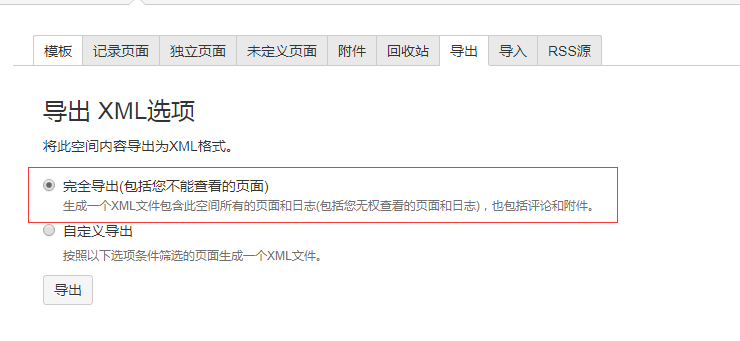 模板 记录页面 独立页面 未定义页面 附件 回收站 导出 导入 RSS源
导出 XML选项
将此空间内容导出为XML格式。
完全导出(包括您不能查看的页面)
生成一个XML文件包含此空间所有的页面和日志(包括您无权查看的页面和日志)，也包括评论和附件。
自定义导出
按照以下选项条件筛选的页面生成一个XML文件。
导出